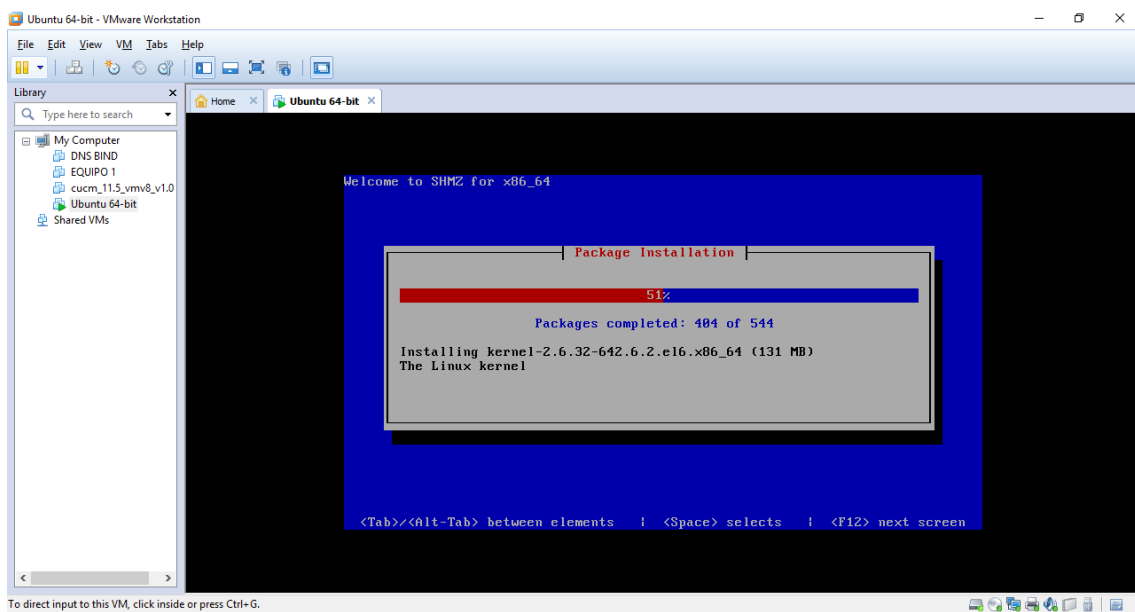 Ubuntu 64-bit - VMware Workstation
File Edit View VM Tabs Help
Library
Type here to search
My Computer
DNS BIND
EQUIPO 1
cucm_11.5_vmv8_v1.0
Ubuntu 64-bit
Shared VMs
Home
Ubuntu 64-bit
Welcome to SHMZ for x86_64
Package Installation
51%
Packages completed: 404 of 544
Installing kernel-2.6.32-642.6.2.el6.x86_64 (131 MB)
The Linux kernel
<Tab>/<Alt-Tab> between elements | <Space> selects | <F12> next screen
To direct input to this VM, click inside or press Ctrl+G.